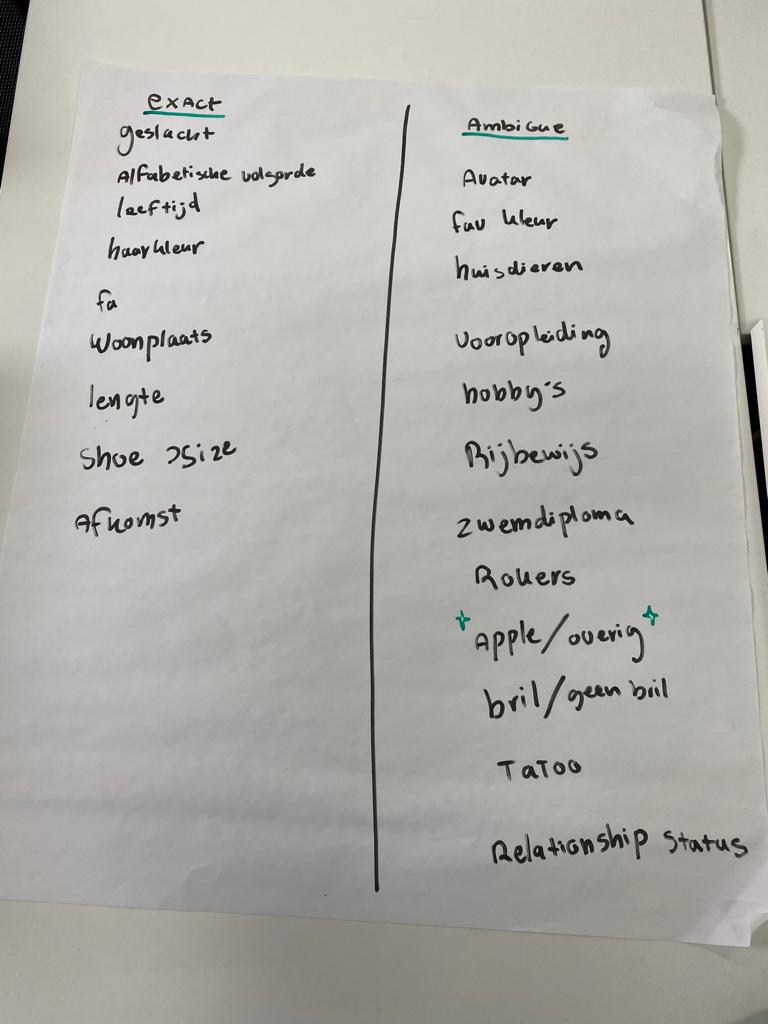 exact
geslacht
Alfabetische volgorde
leeftijd
haarkleur
fa
Woonplaats
lengte
Shoe size
Afkomst
Ambigue
Avatar
fav kleur
huisdieren
vooropleiding
hobby's
Rijbewijs
zwemdiploma
Rokers
Apple/overig
bril/geen bril
Tatoo
Relationship status